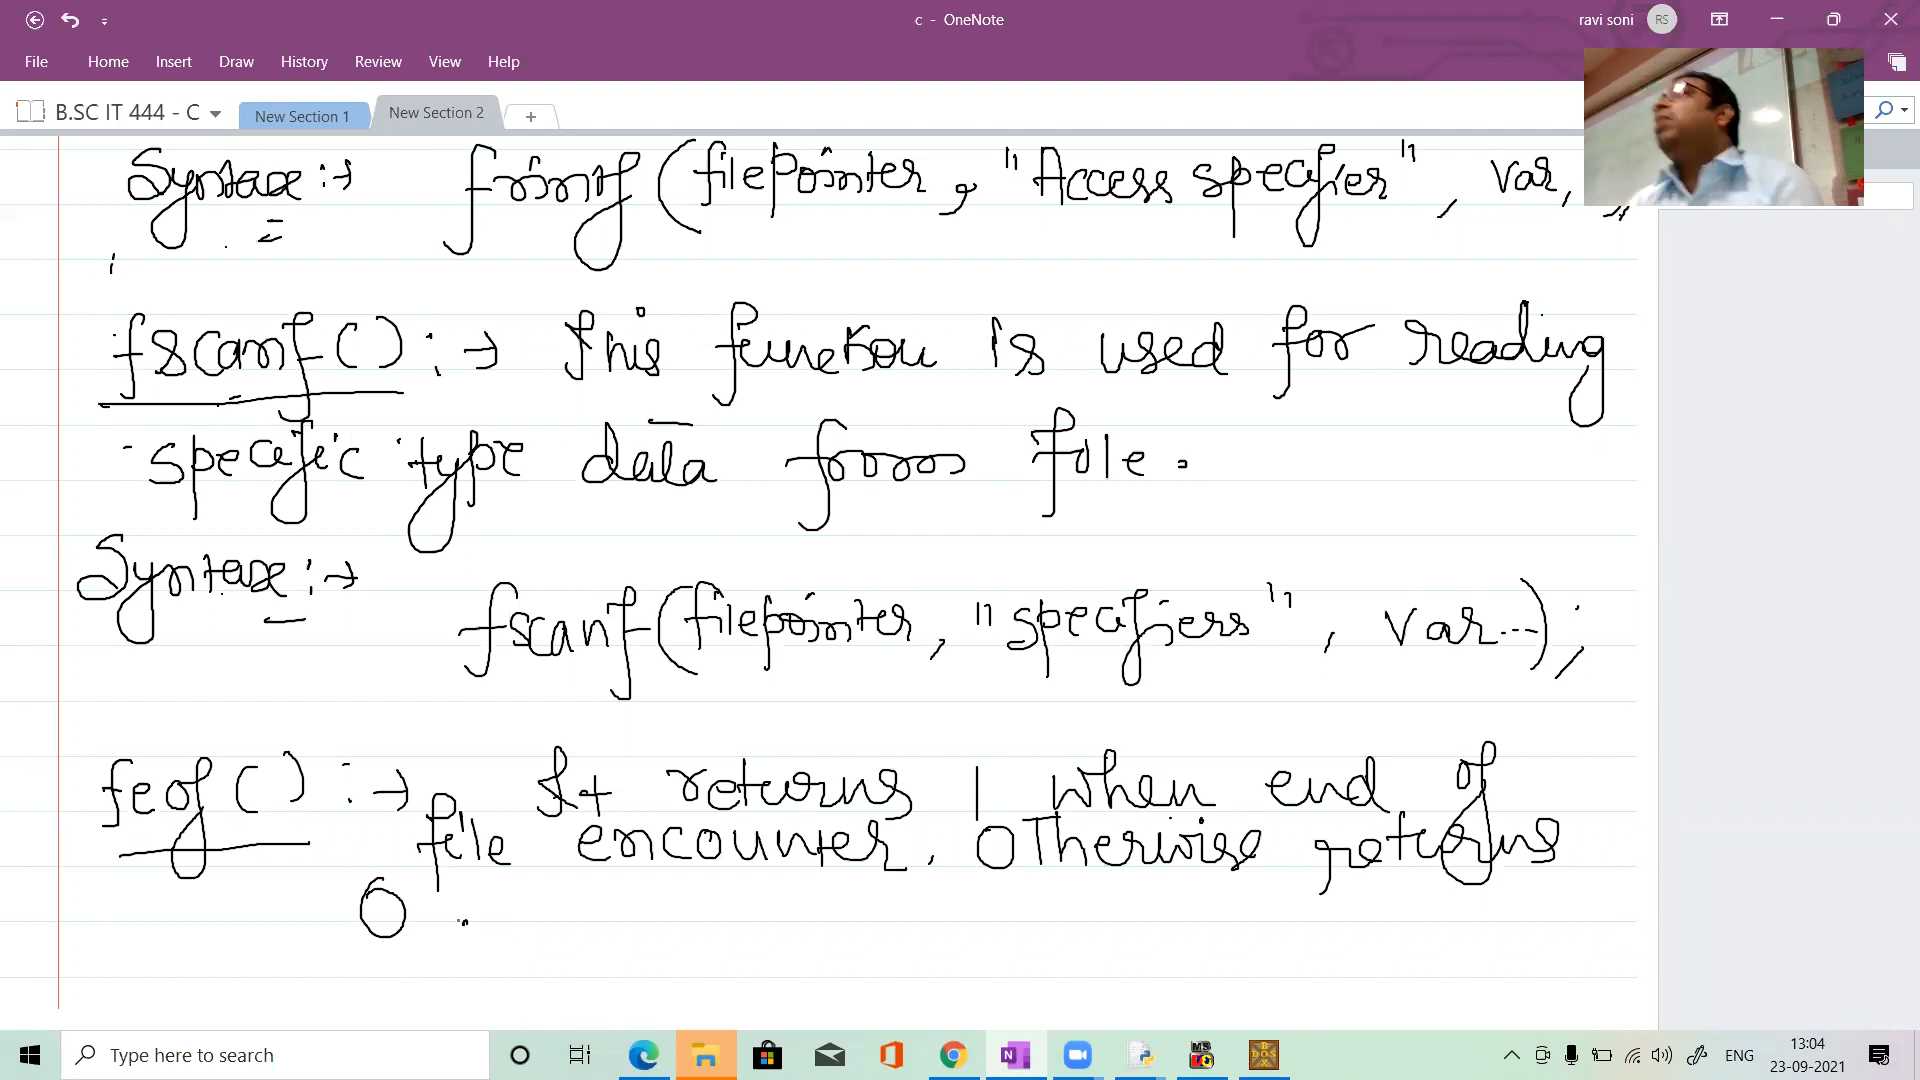 c - OneNote
ravi soni RS
File Home Insert Draw History Review View Help
B.SC IT 444 - C New Section 1 New Section 2 +
Syntax :→ fprintf (filepointer, "Access specifier", var,
fscanf( ) :→ This function is used for reading
specific type data from file.
Syntax :→
fscanf(filepointer, "specifiers", var...);
feof( ) :→ It returns 1 when end of
file encounter. Otherwise returns
0 .
Type here to search
ENG 13:04
23-09-2021